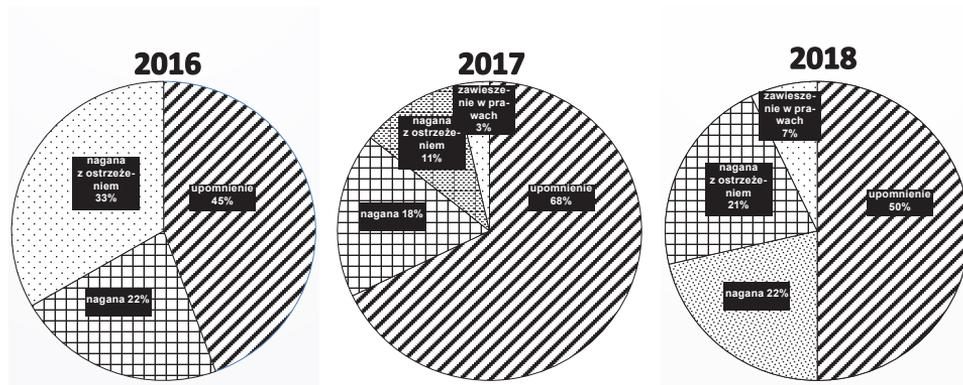 2016
nagana
z ostrzeże-
niem
33%
upomnienie
45%
nagana 22%
2017
zawiesze-
nie w pra-
wach
3%
nagana
z ostrzeże-
niem
11%
nagana 18%
upomnienie
68%
2018
zawiesze-
nie w pra-
wach
7%
nagana
z ostrzeże-
niem
21%
nagana 22%
upomnienie
50%